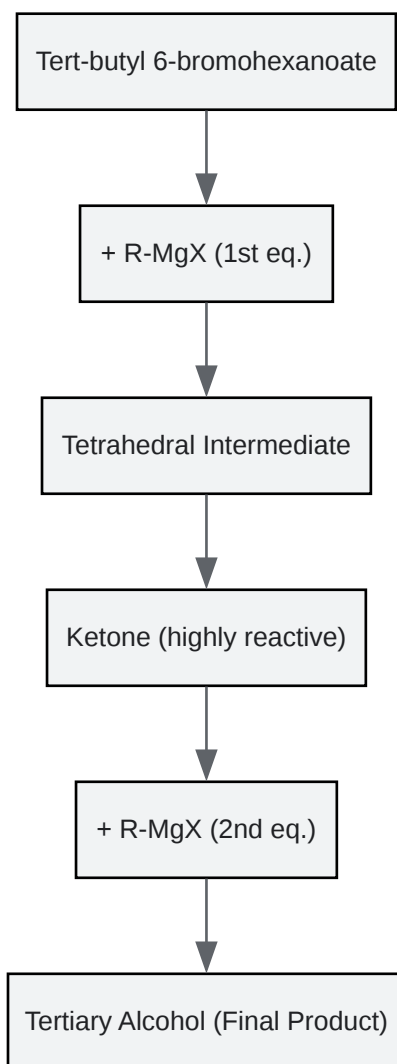 Tert-butyl 6-bromohexanoate
+ R-MgX (1st eq.)
Tetrahedral Intermediate
Ketone (highly reactive)
+ R-MgX (2nd eq.)
Tertiary Alcohol (Final Product)